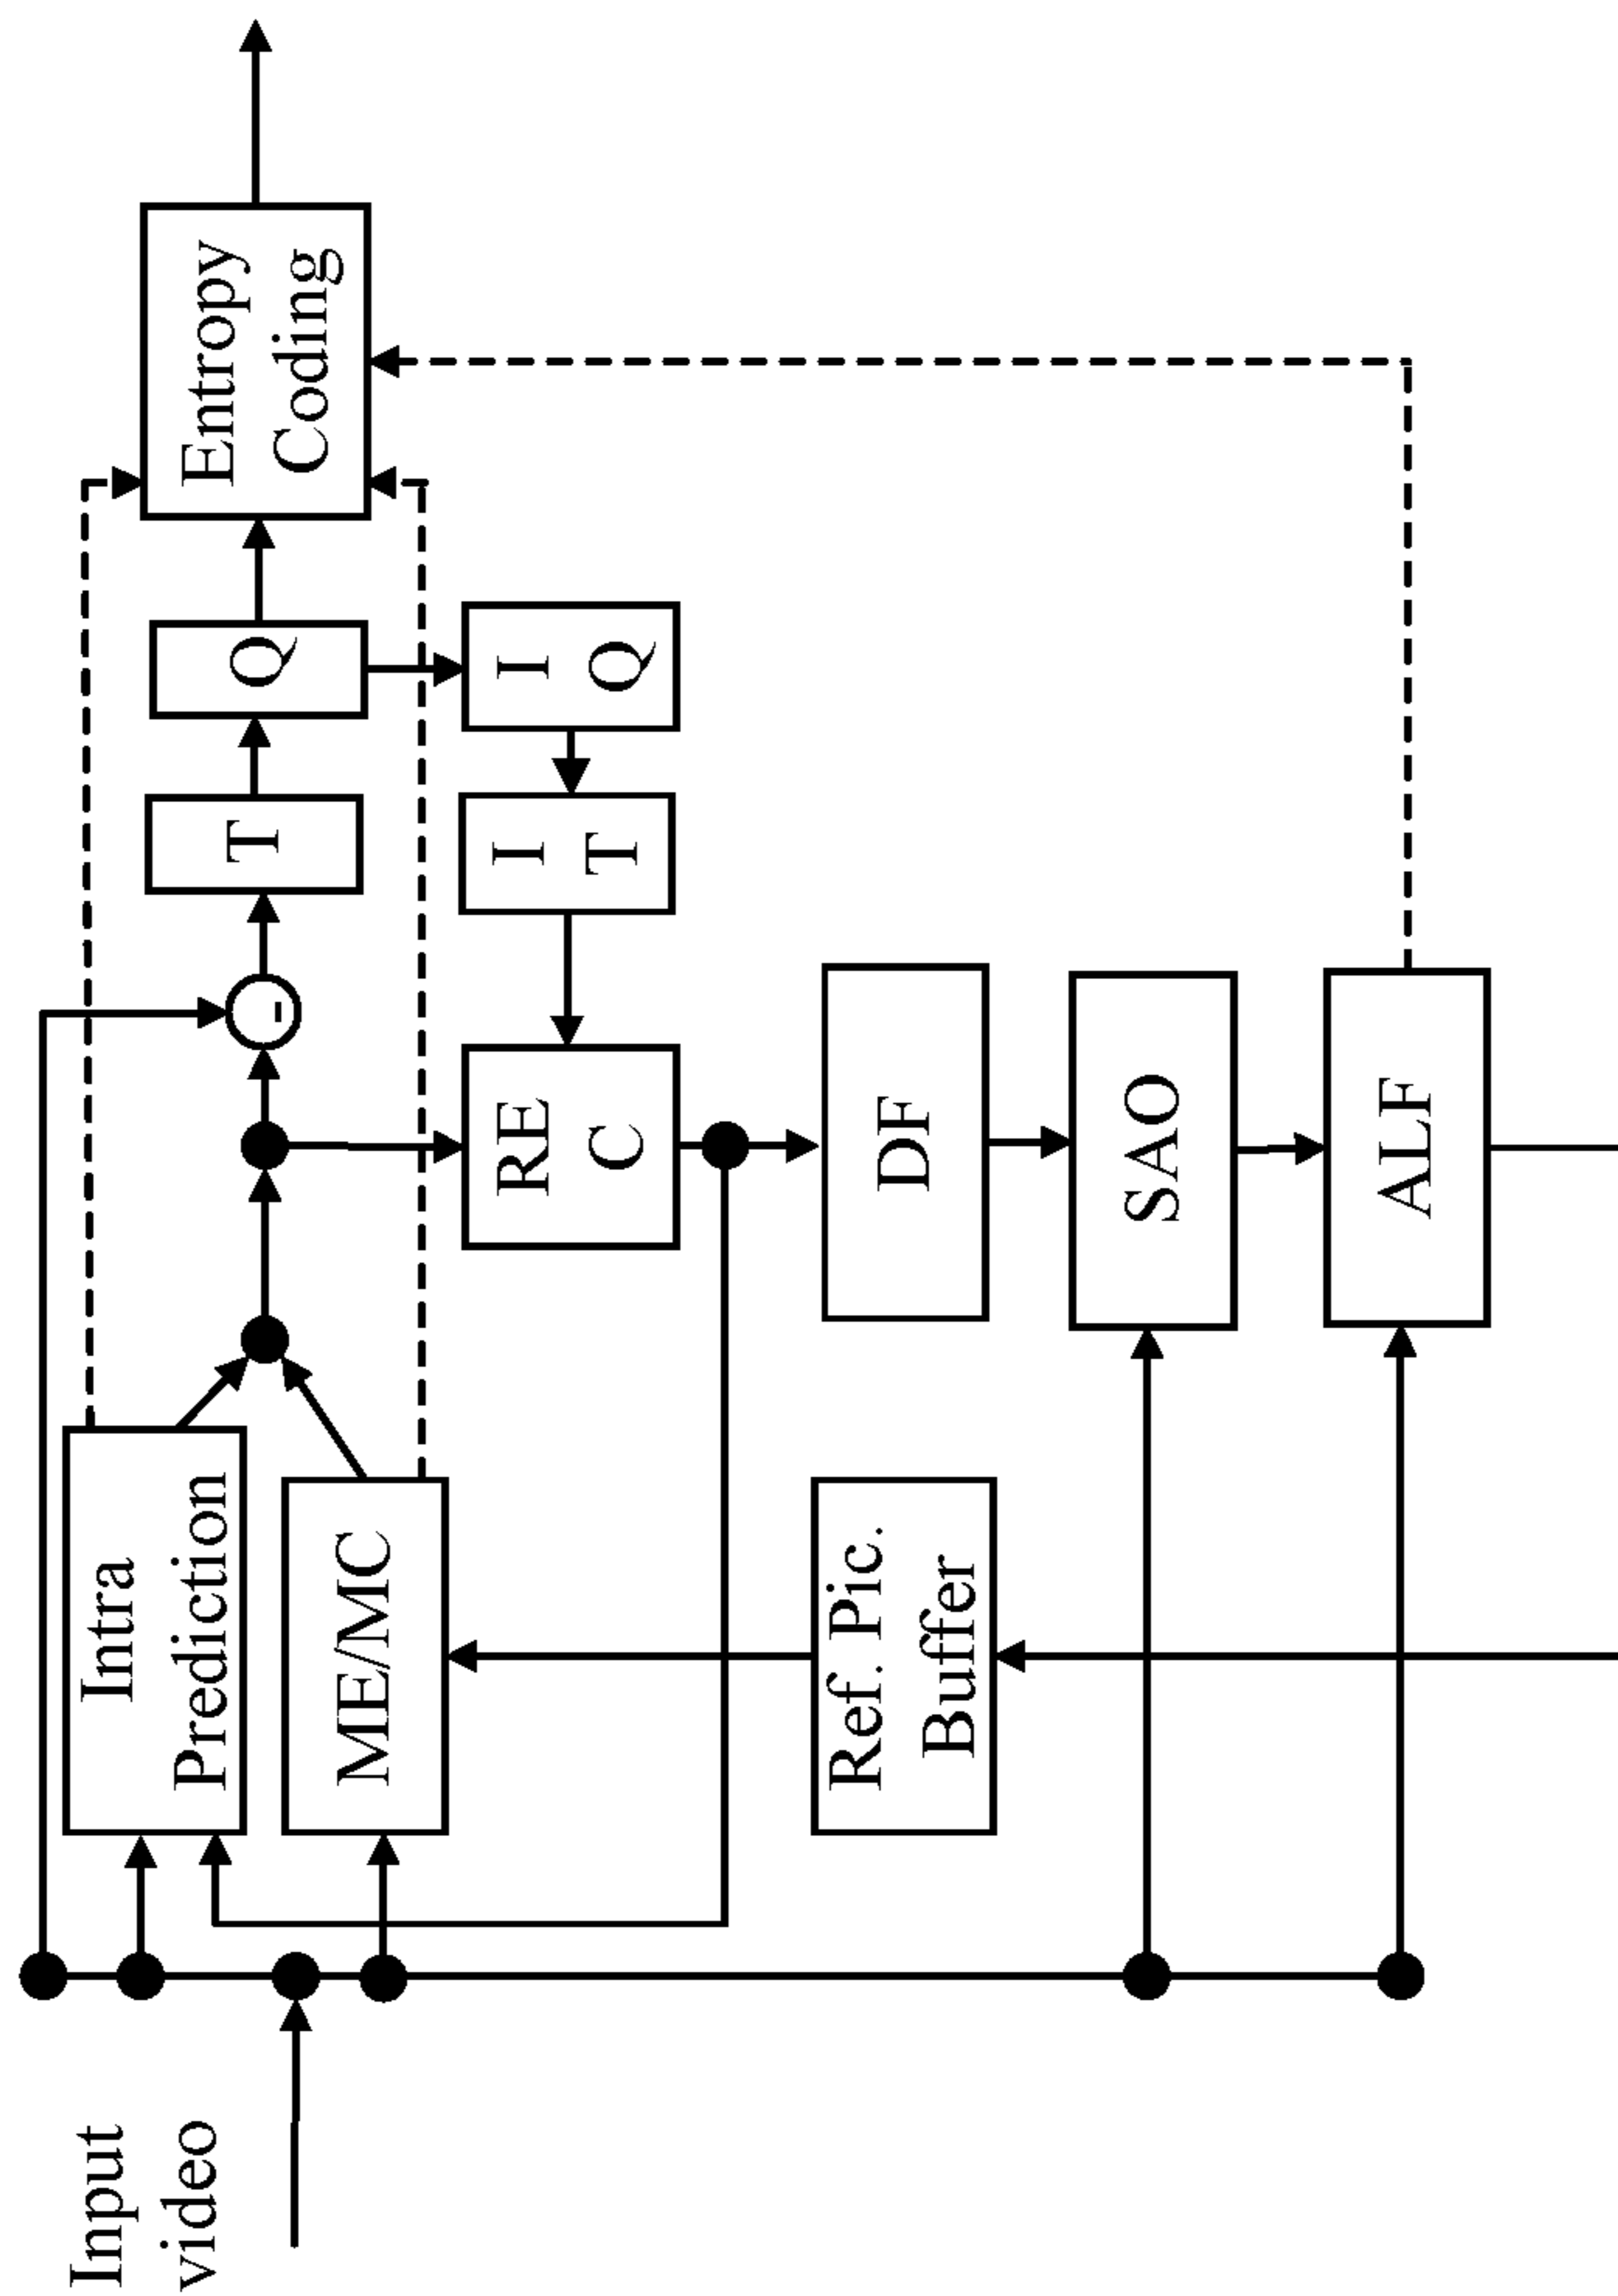 Input
video
Intra
Prediction
-
T
Q
Entropy
Coding
ME/MC
RE
C
I
T
I
Q
Ref. Pic.
Buffer
DF
SAO
ALF